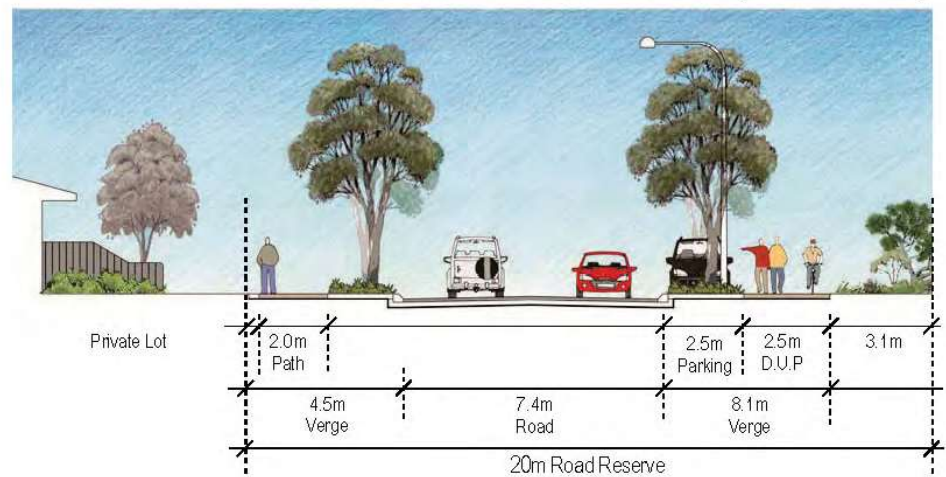 Private Lot
2.0m
Path
2.5m
Parking
2.5m
D.U.P
3.1m
4.5m
Verge
7.4m
Road
8.1m
Verge
20m Road Reserve